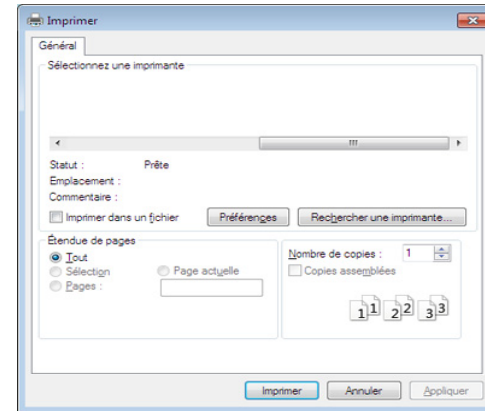 Imprimer
Général
Sélectionnez une imprimante
Statut : Prête
Emplacement :
Commentaire :
Imprimer dans un fichier Préférences Rechercher une imprimante...
Étendue de pages
Tout
Sélection Page actuelle
Pages :
Nombre de copies : 1
Copies assemblées
1 1 2 2 3 3
Imprimer Annuler Appliquer